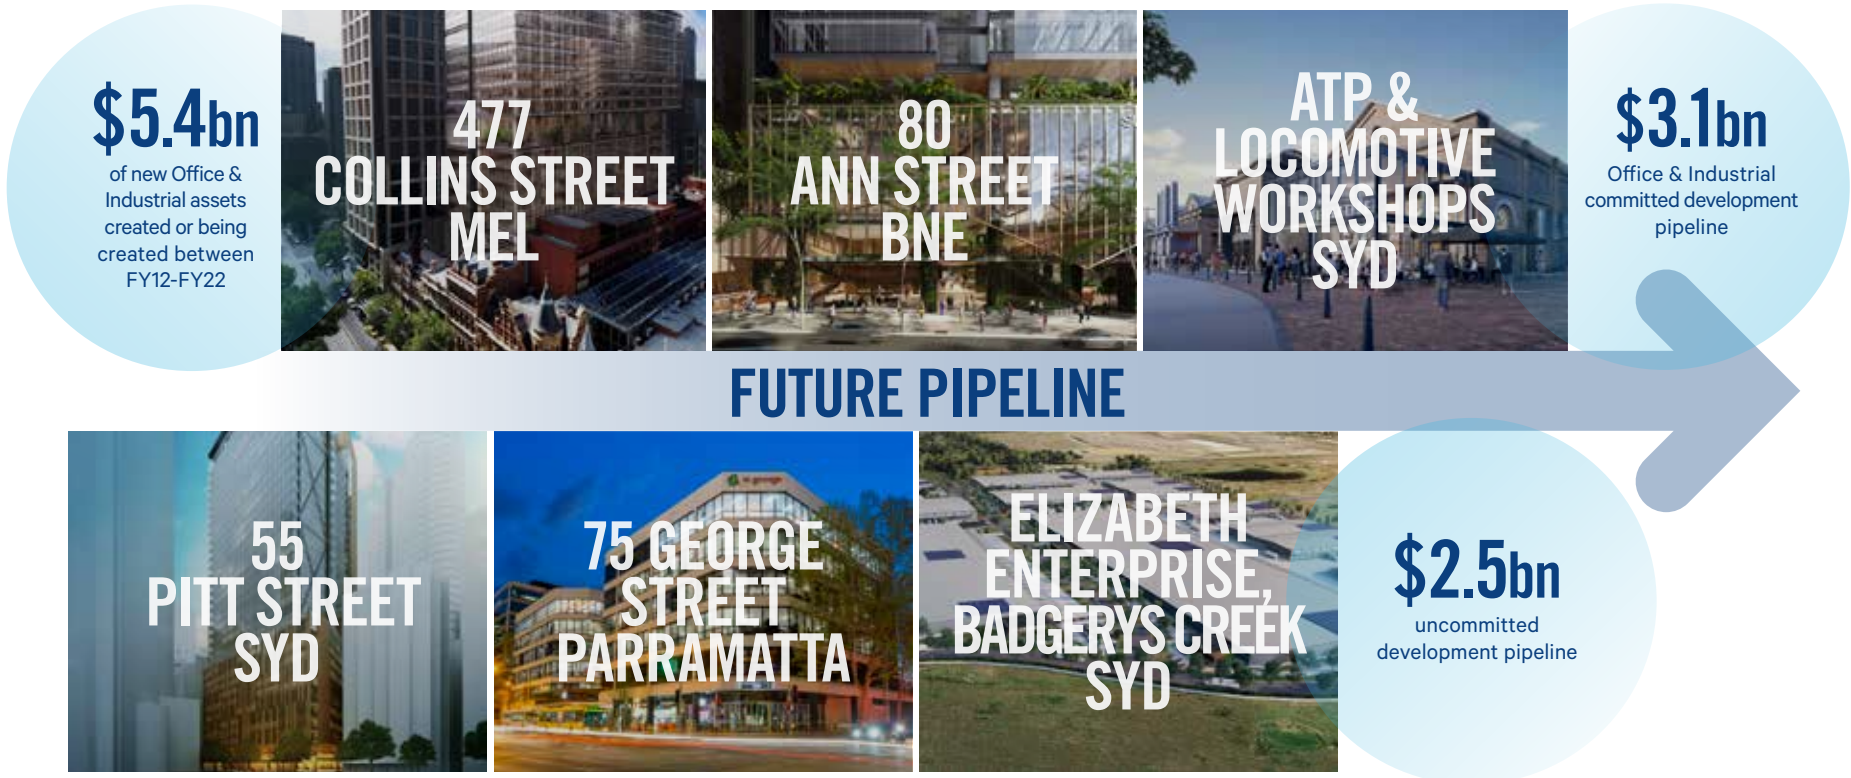 $5.4bn
of new Office &
Industrial assets
created or being
created between
FY12-FY22
477
COLLINS STREET
MEL
80
ANN STREET
BNE
ATP &
LOCOMOTIVE
WORKSHOPS
SYD
$3.1bn
Office & Industrial
committed development
pipeline
FUTURE PIPELINE
55
PITT STREET
SYD
75 GEORGE
STREET
PARRAMATTA
ELIZABETH
ENTERPRISE,
BADGERYS CREEK
SYD
$2.5bn
uncommitted
development pipeline